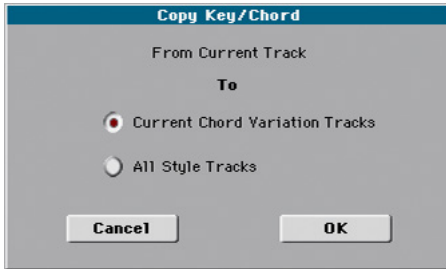 Copy Key/Chord
From Current Track
To
Current Chord Variation Tracks
All Style Tracks
Cancel OK